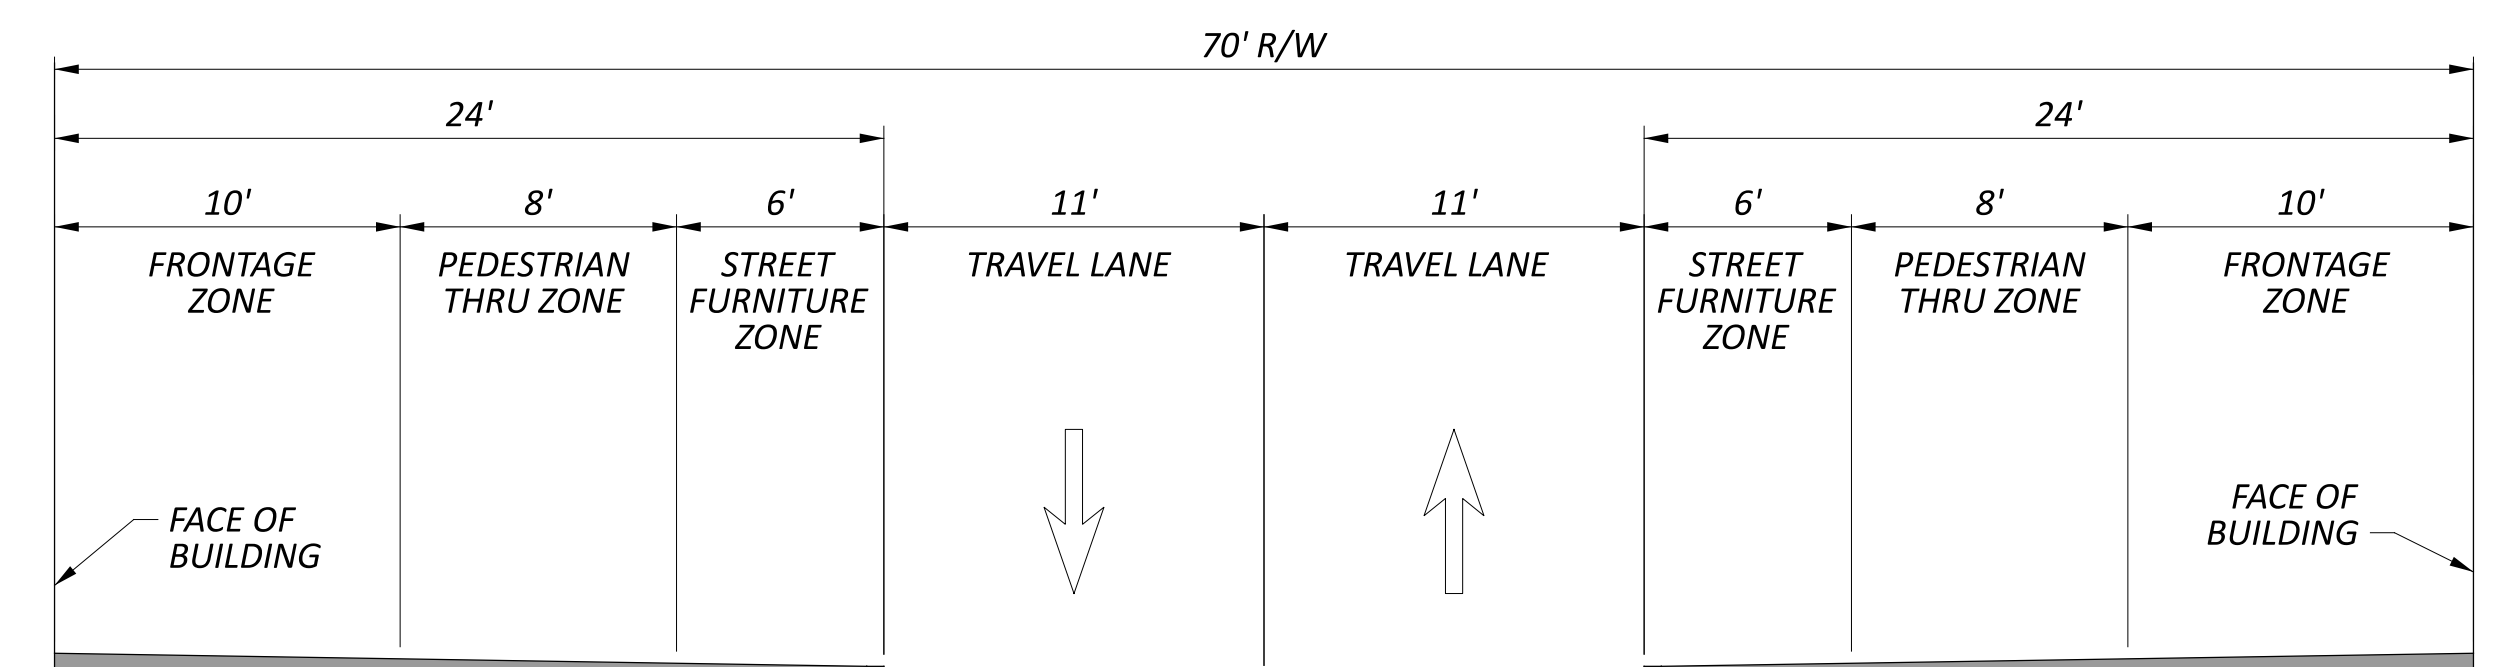 70' R/W
24'
24'
10'
8'
6'
11'
11'
6'
8'
10'
FRONTAGE
ZONE
PEDESTRIAN
THRU ZONE
STREET
FURNITURE
ZONE
TRAVEL LANE
TRAVEL LANE
STREET
FURNITURE
ZONE
PEDESTRIAN
THRU ZONE
FRONTAGE
ZONE
FACE OF
BUILDING
FACE OF
BUILDING